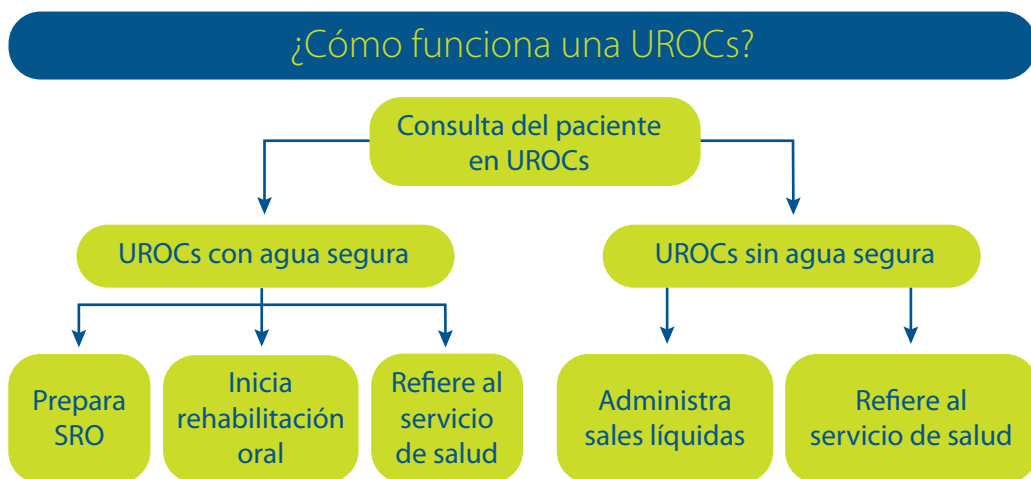 ¿Cómo funciona una UROCs?
Consulta del paciente
en UROCs
UROCs con agua segura
UROCs sin agua segura
Prepara
SRO
Inicia
rehabilitación
oral
Refiere al
servicio
de salud
Administra
sales líquidas
Refiere al
servicio de salud